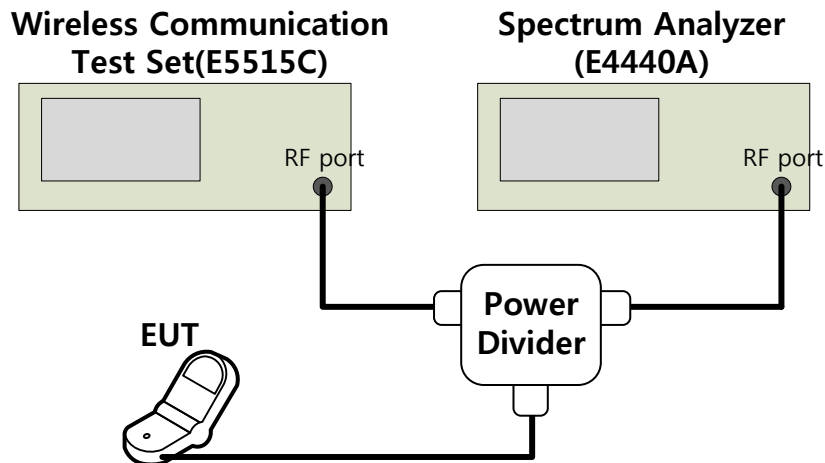 Wireless Communication
Test Set(E5515C)
Spectrum Analyzer
(E4440A)
RF port
RF port
Power
Divider
EUT